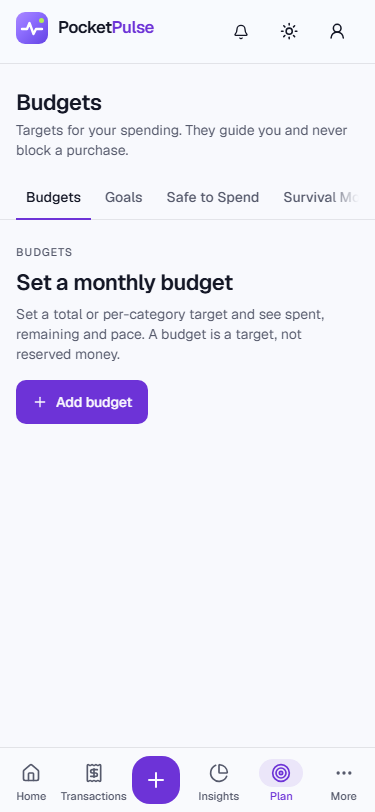 PocketPulse
Budgets
Targets for your spending. They guide you and never
block a purchase.
Budgets
Goals
Safe to Spend
Survival
BUDGETS
Set a monthly budget
Set a total or per-category target and see spent,
remaining and pace. A budget is a target, not
reserved money.
+ Add budget
Home
Transactions
Insights
Plan
More